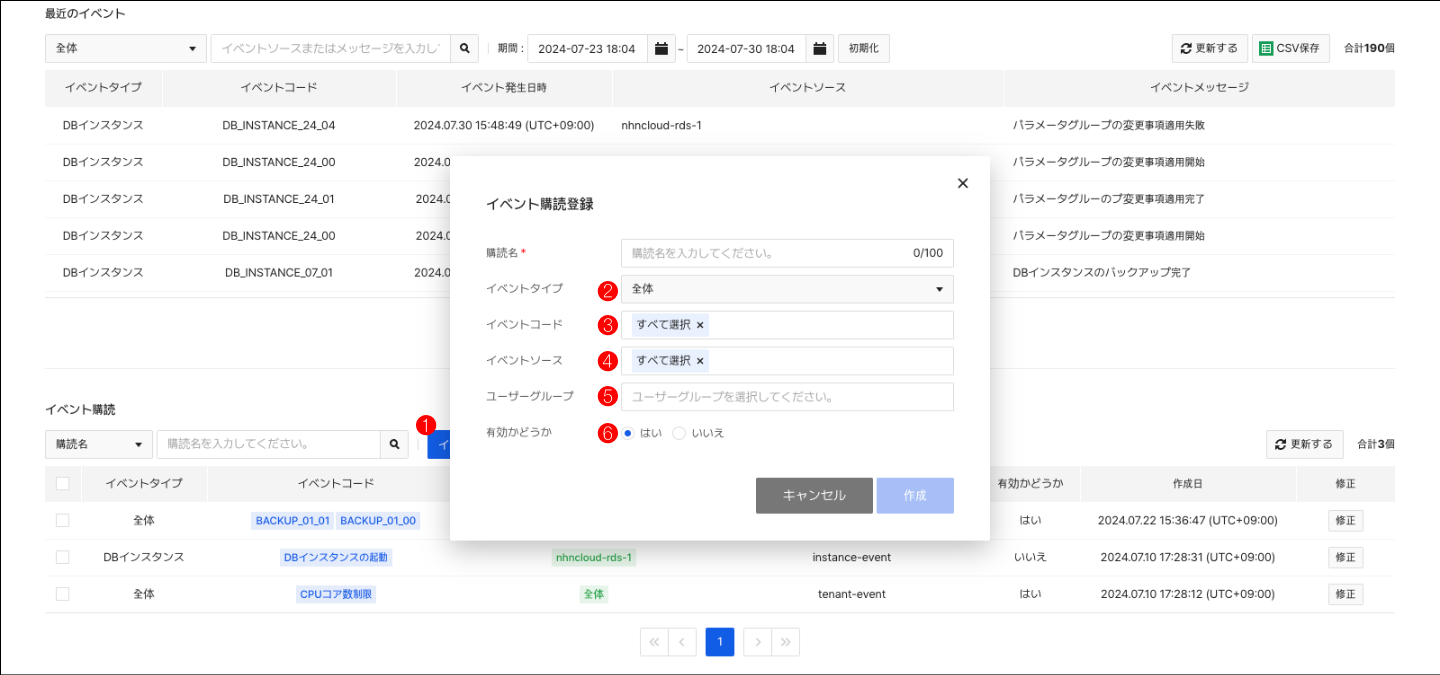 最近のイベント
全体 イベントソースまたはメッセージを入力し 期間 : 2024-07-23 18:04 ~ 2024-07-30 18:04 初期化 更新する CSV保存 合計190個
イベントタイプ イベントコード イベント発生日時 イベントソース イベントメッセージ
DBインスタンス DB_INSTANCE_24_04 2024.07.30 15:48:49 (UTC+09:00) nhncloud-rds-1 パラメータグループの変更事項適用失敗
DBインスタンス DB_INSTANCE_24_00 2024.0 パラメータグループの変更事項適用開始
DBインスタンス DB_INSTANCE_24_01 2024.0 パラメータグルーのプ変更事項適用完了
DBインスタンス DB_INSTANCE_24_00 2024.0 パラメータグループの変更事項適用開始
DBインスタンス DB_INSTANCE_07_01 2024.0 DBインスタンスのバックアップ完了
イベント購読登録
購読名* 購読名を入力してください。 0/100
イベントタイプ 2 全体
イベントコード 3 すべて選択 ×
イベントソース 4 すべて選択 ×
ユーザーグループ 5 ユーザーグループを選択してください。
有効かどうか 6 はい いいえ
キャンセル 作成
イベント購読
購読名 購読名を入力してください。 1 イ 更新する 合計3個
イベントタイプ イベントコード 有効かどうか 作成日 修正
全体 BACKUP_01_01 BACKUP_01_00 はい 2024.07.22 15:36:47 (UTC+09:00) 修正
DBインスタンス DBインスタンスの起動 nhncloud-rds-1 instance-event いいえ 2024.07.10 17:28:31 (UTC+09:00) 修正
全体 CPUコア数制限 全体 tenant-event はい 2024.07.10 17:28:12 (UTC+09:00) 修正
« ‹ 1 › »